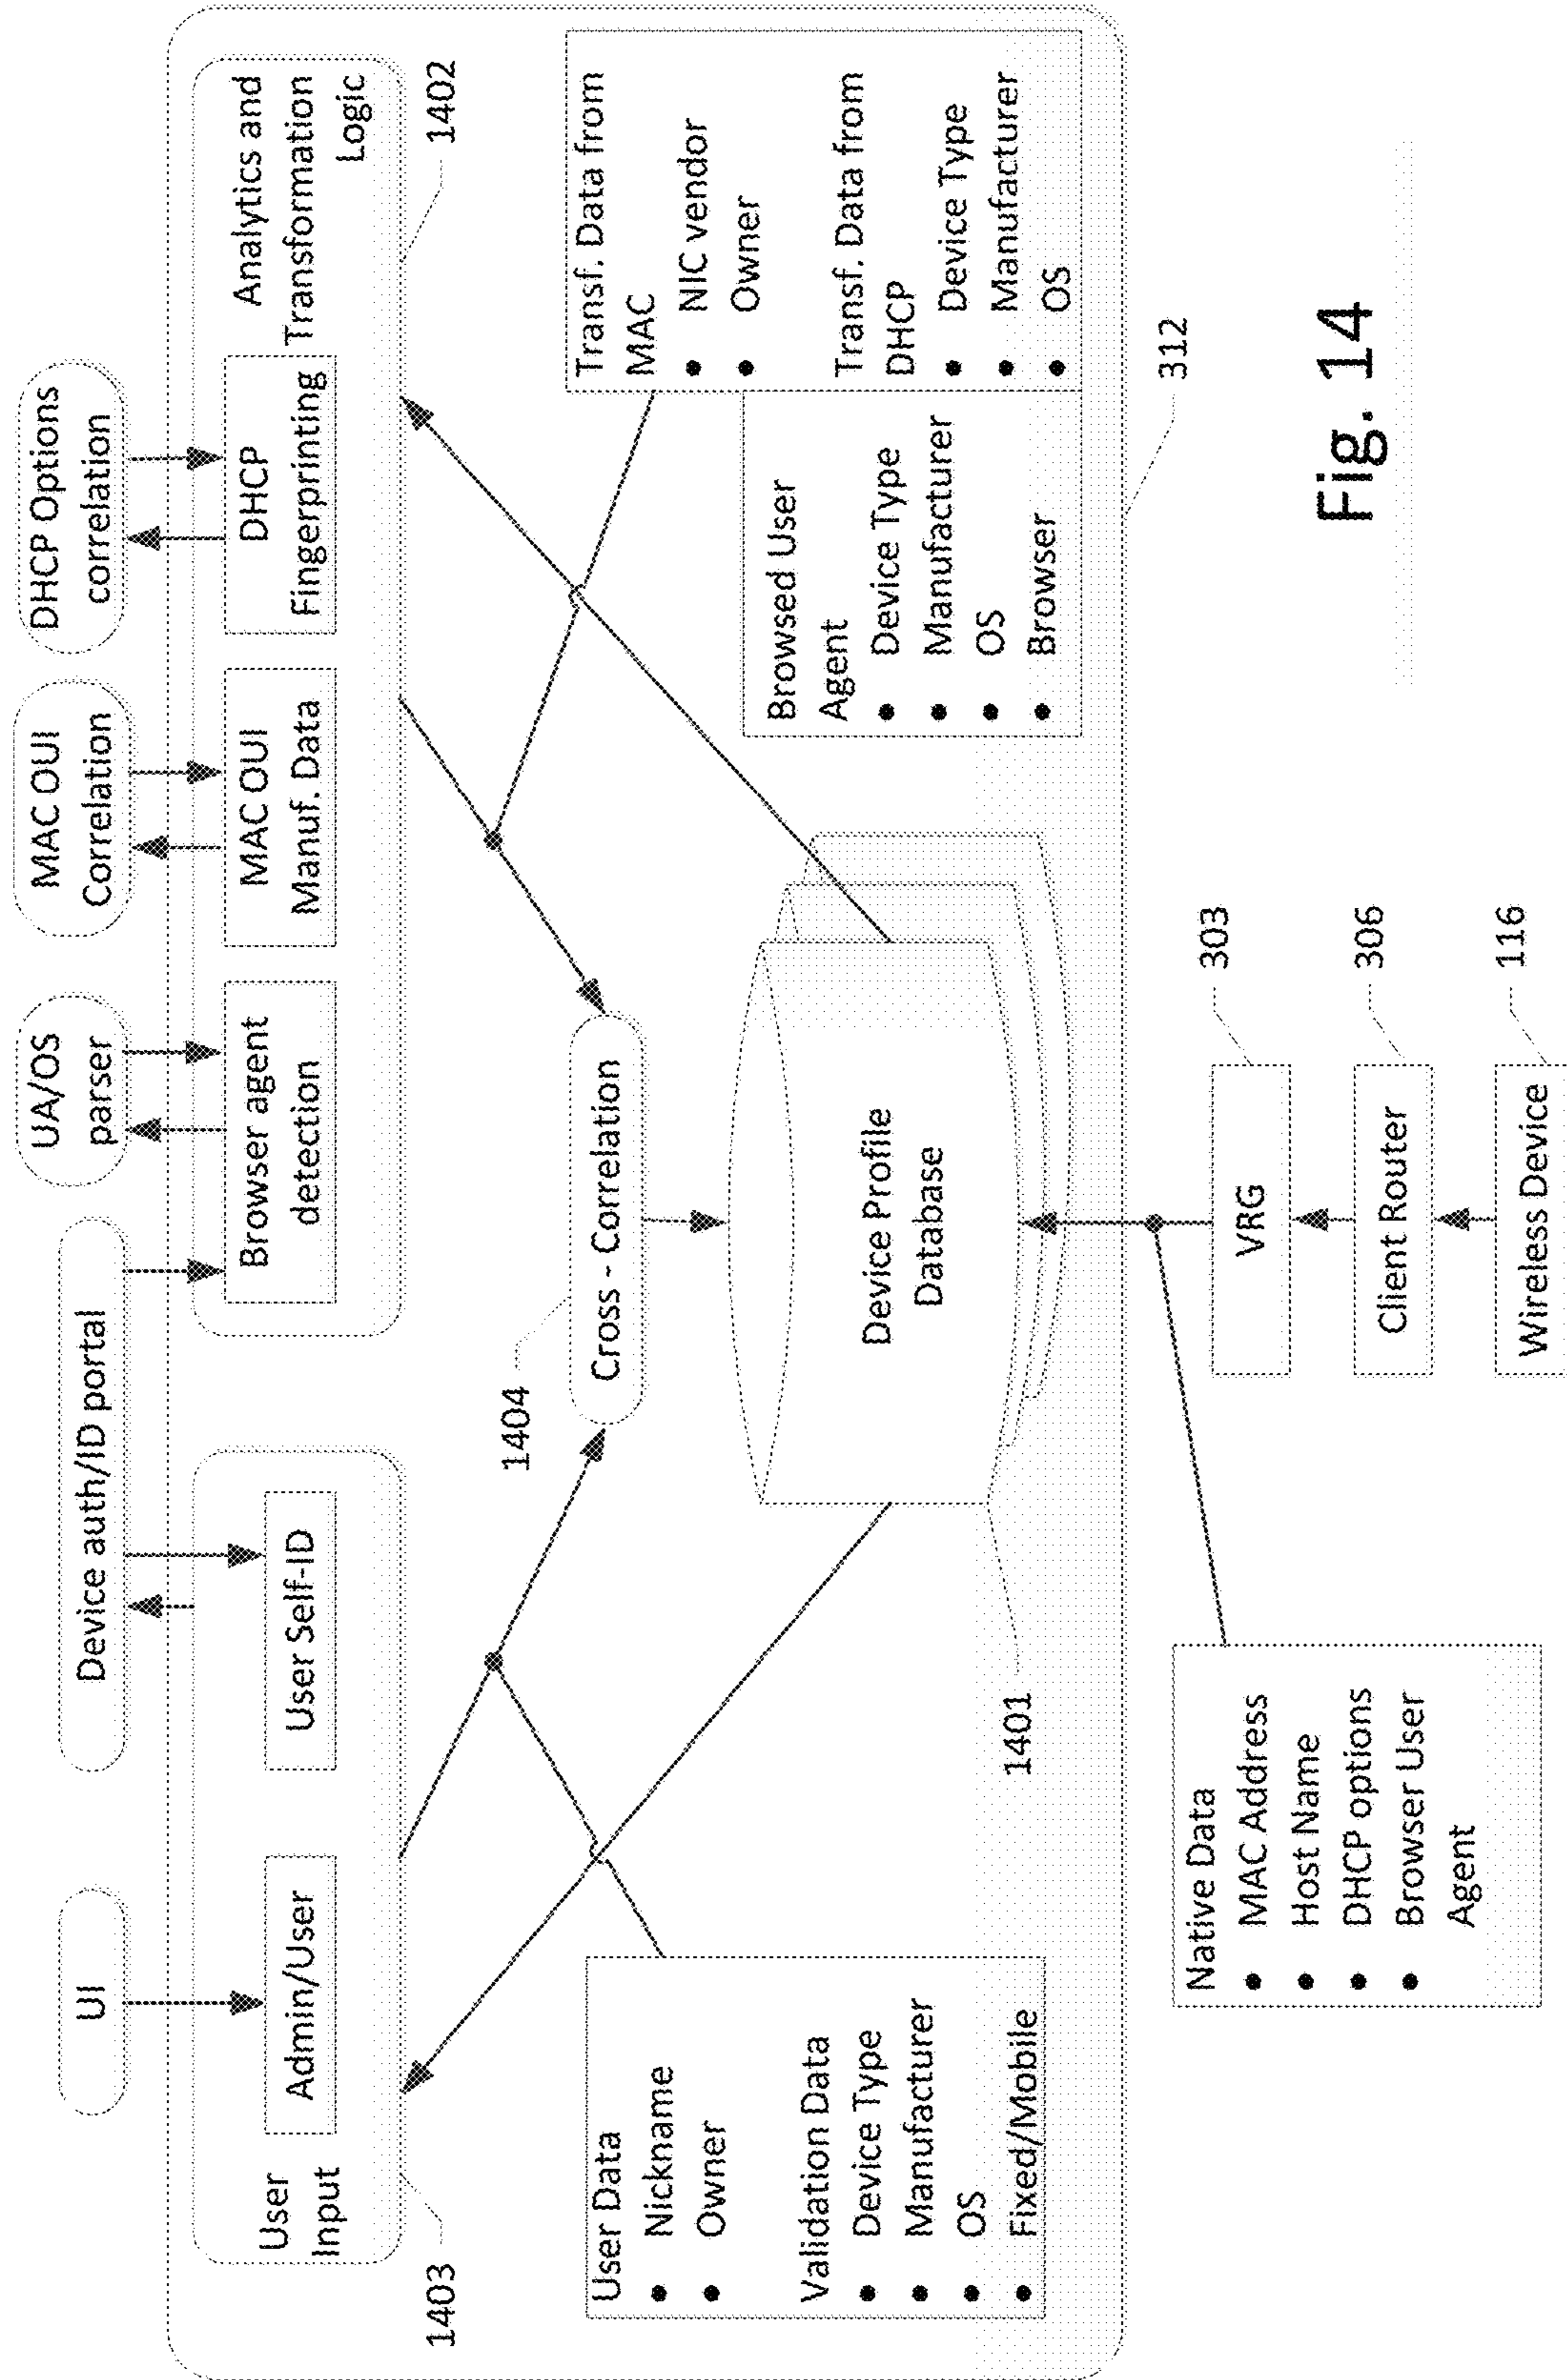 UI
Device auth/ID portal
UA/OS
parser
MAC OUI
Correlation
DHCP Options
correlation
User
Input
Admin/User
User Self-ID
Browser agent
detection
MAC OUI
Manuf. Data
DHCP
Fingerprinting
Analytics and
Transformation
Logic
1403
1402
1404
Cross - Correlation
User Data
• Nickname
• Owner
Validation Data
• Device Type
• Manufacturer
• OS
• Fixed/Mobile
Device Profile
Database
1401
Browsed User
Agent
• Device Type
• Manufacturer
• OS
• Browser
Transf. Data from
MAC
• NIC vendor
• Owner
Transf. Data from
DHCP
• Device Type
• Manufacturer
• OS
312
Native Data
• MAC Address
• Host Name
• DHCP options
• Browser User
Agent
VRG
303
Client Router
306
Wireless Device
116
Fig. 14